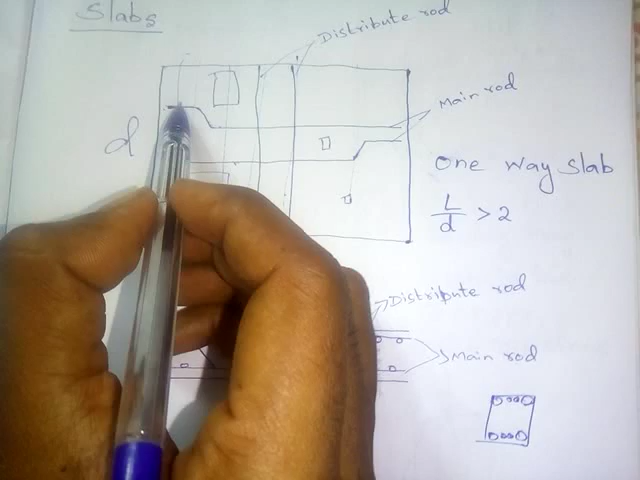 Slabs
Distribute rod
Main rod
d
One way slab
L/d > 2
Distribute rod
Main rod